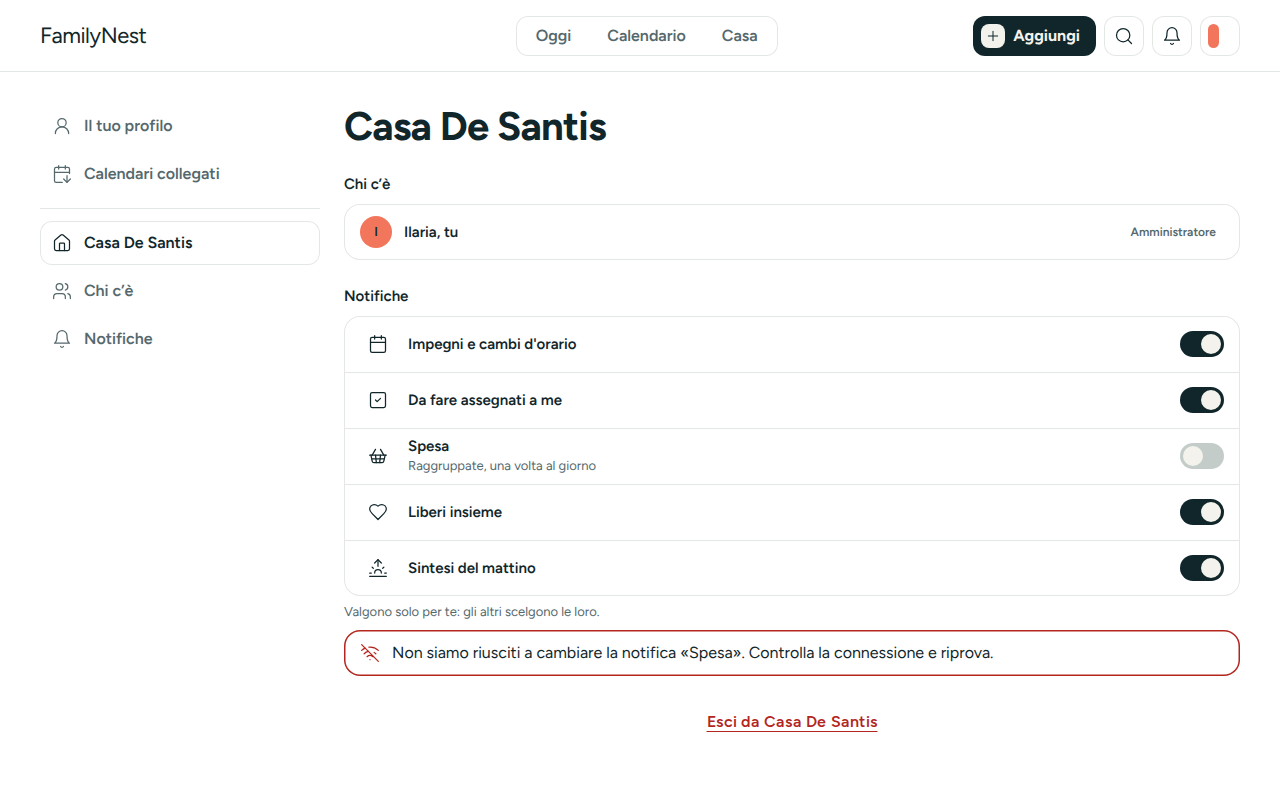 FamilyNest
Oggi
Calendario
Casa
Aggiungi
Il tuo profilo
Calendari collegati
Casa De Santis
Chi c’è
Notifiche
Casa De Santis
Chi c’è
I
Ilaria, tu
Amministratore
Notifiche
Impegni e cambi d'orario
Da fare assegnati a me
Spesa
Raggruppate, una volta al giorno
Liberi insieme
Sintesi del mattino
Valgono solo per te: gli altri scelgono le loro.
Non siamo riusciti a cambiare la notifica «Spesa». Controlla la connessione e riprova.
Esci da Casa De Santis